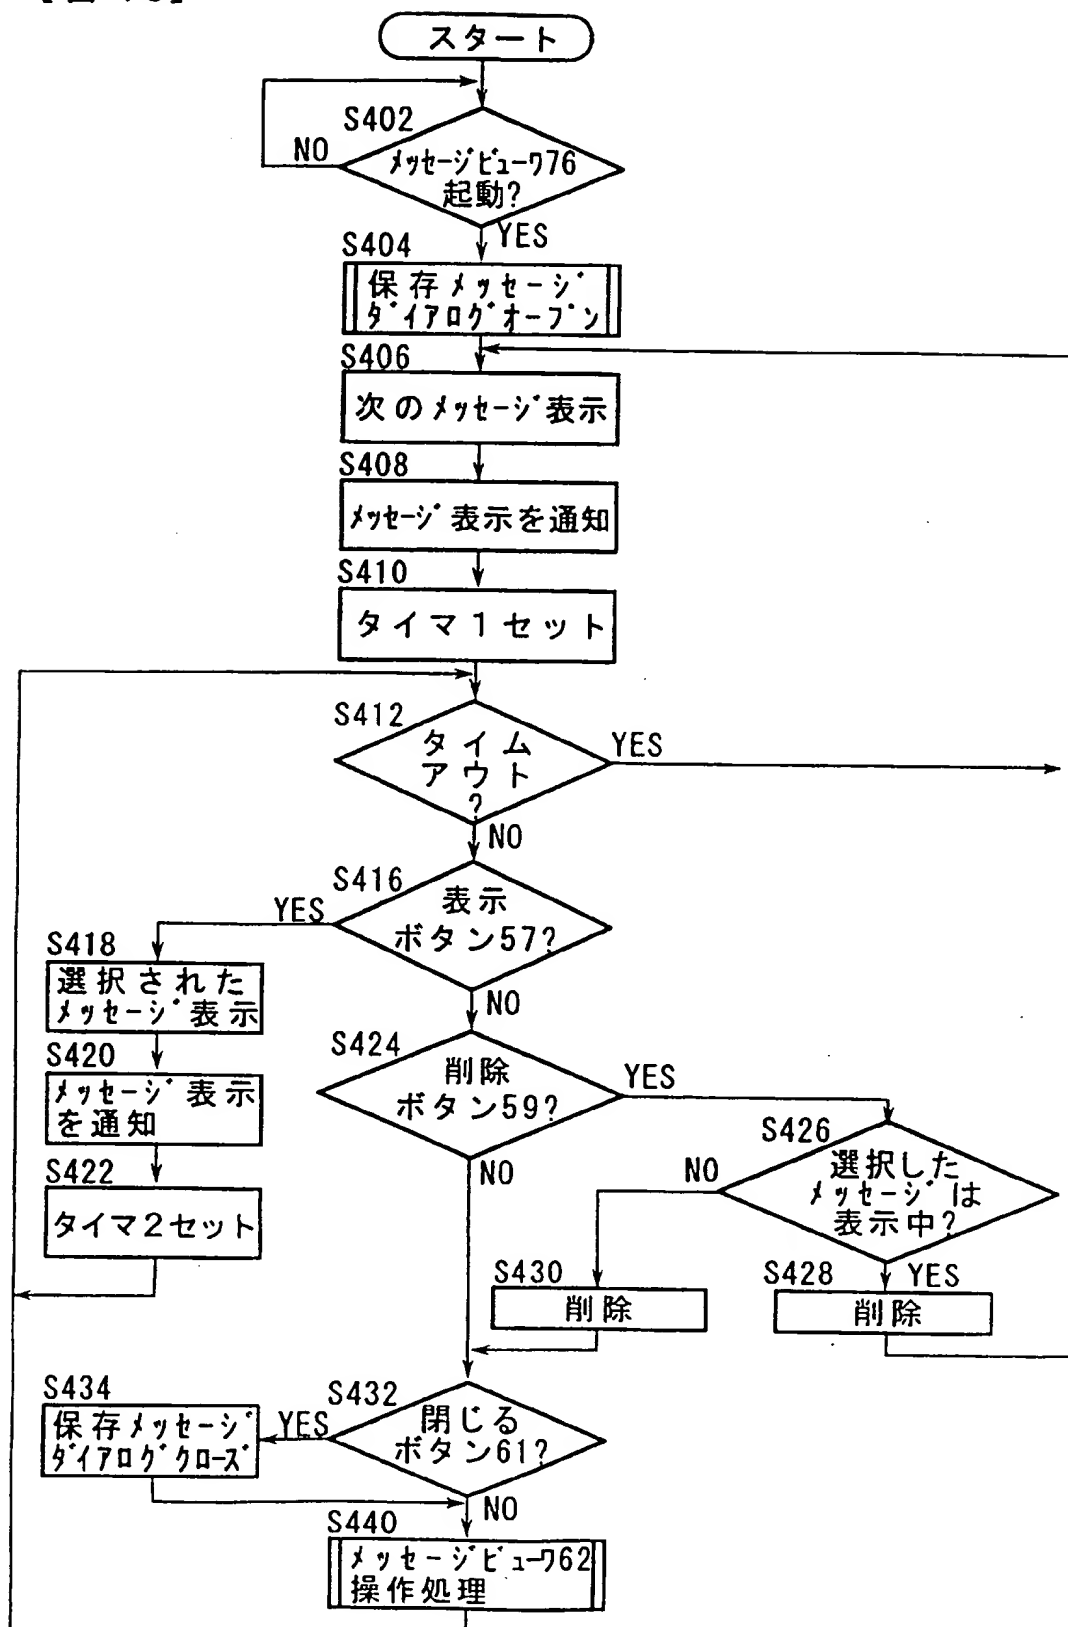 スタート
S402
NO
メッセージビューワ76
起動?
YES
S404
保存メッセージ
ダイアログオープン
S406
次のメッセージ表示
S408
メッセージ表示を通知
S410
タイマ1セット
S412
タイム
アウト
?
YES
NO
S416
表示
ボタン57?
YES
NO
S418
選択された
メッセージ表示
S420
メッセージ表示
を通知
S422
タイマ2セット
S424
削除
ボタン59?
YES
NO
S426
選択した
メッセージは
表示中?
NO
YES
S430
削除
S428
削除
S432
閉じる
ボタン61?
YES
NO
S434
保存メッセージ
ダイアログクローズ
S440
メッセージビューワ62
操作処理